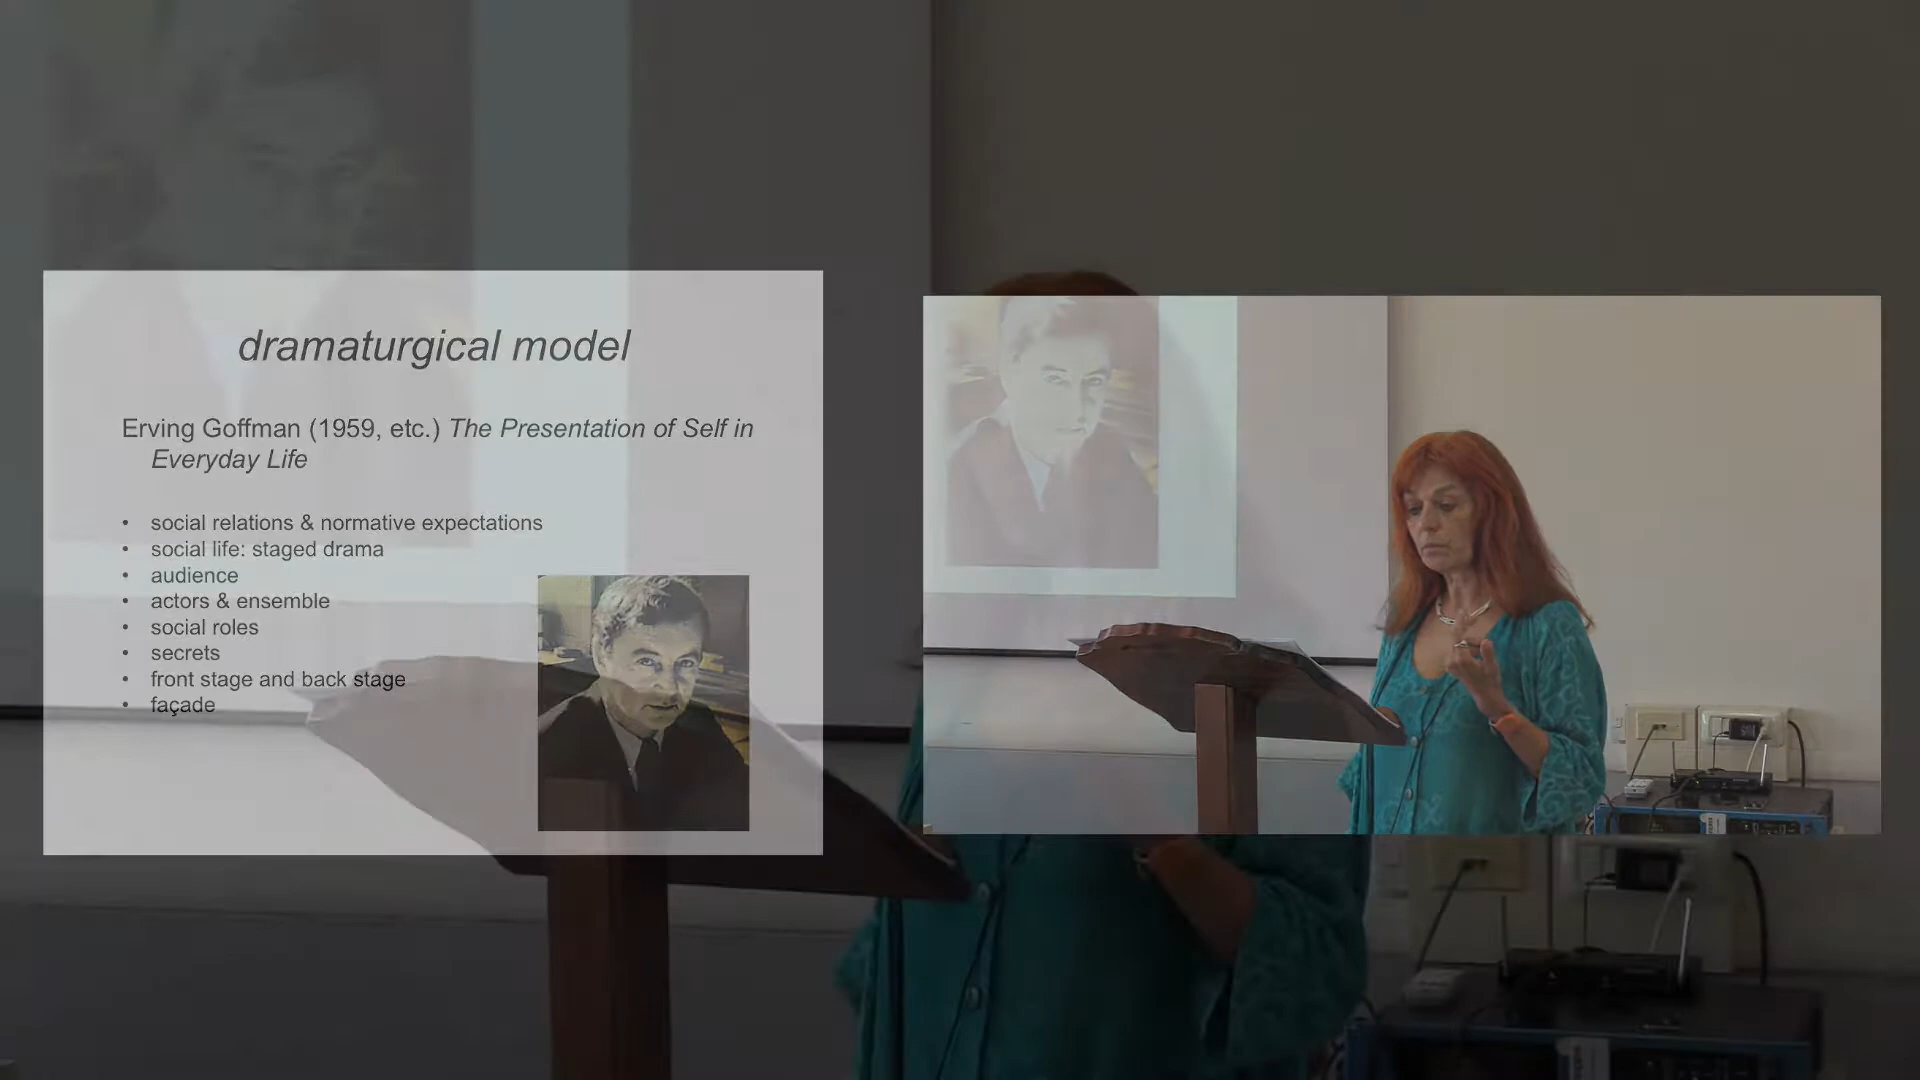 dramaturgical model
Erving Goffman (1959, etc.) The Presentation of Self in
Everyday Life
• social relations & normative expectations
• social life: staged drama
• audience
• actors & ensemble
• social roles
• secrets
• front stage and back stage
• façade